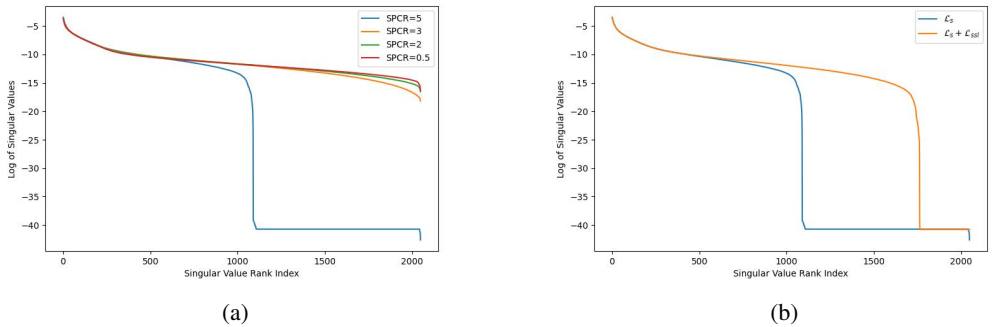 −5
−10
−15
−20
−25
−30
−35
−40
Log of Singular Values
0
500
1000
1500
2000
Singular Value Rank Index
SPCR=5
SPCR=3
SPCR=2
SPCR=0.5
(a)
−5
−10
−15
−20
−25
−30
−35
−40
Log of Singular Values
0
500
1000
1500
2000
Singular Value Rank Index
ℒs
ℒs + ℒssl
(b)